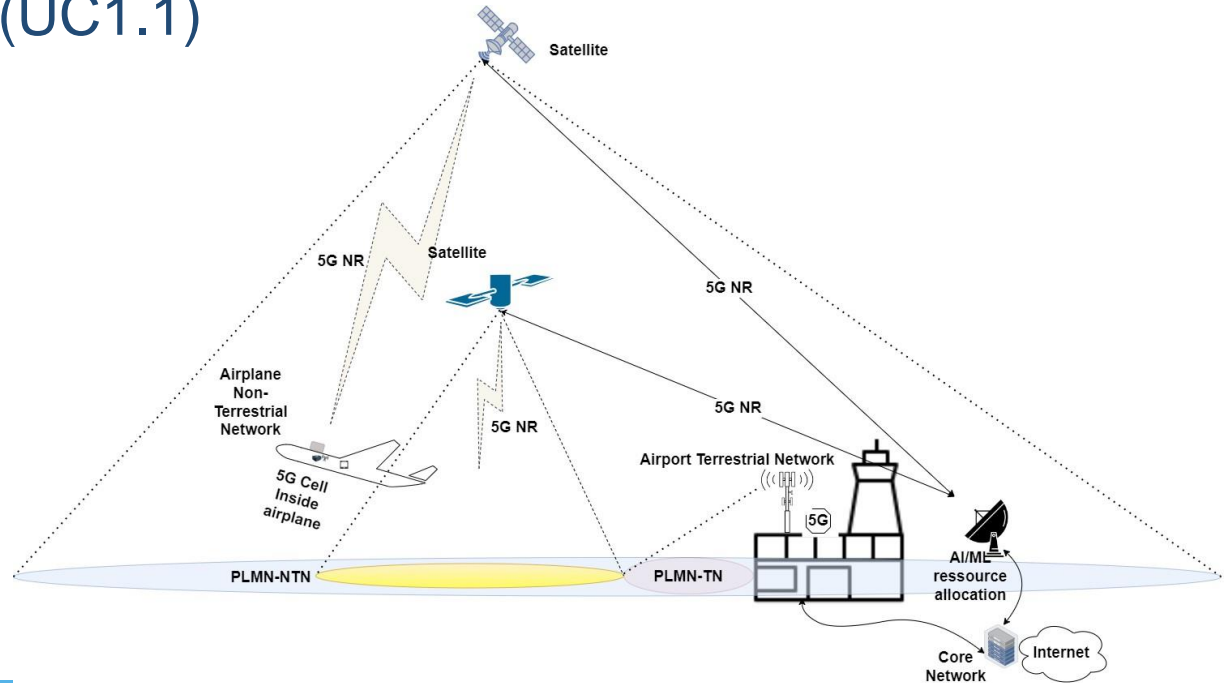 (UC1.1)
Satellite
5G NR
Satellite
5G NR
Airplane
Non-
Terrestrial
Network
5G NR
5G NR
Airport Terrestrial Network
5G Cell
Inside
airplane
5G
PLMN-NTN
PLMN-TN
AI/ML
ressource
allocation
Core
Network
Internet